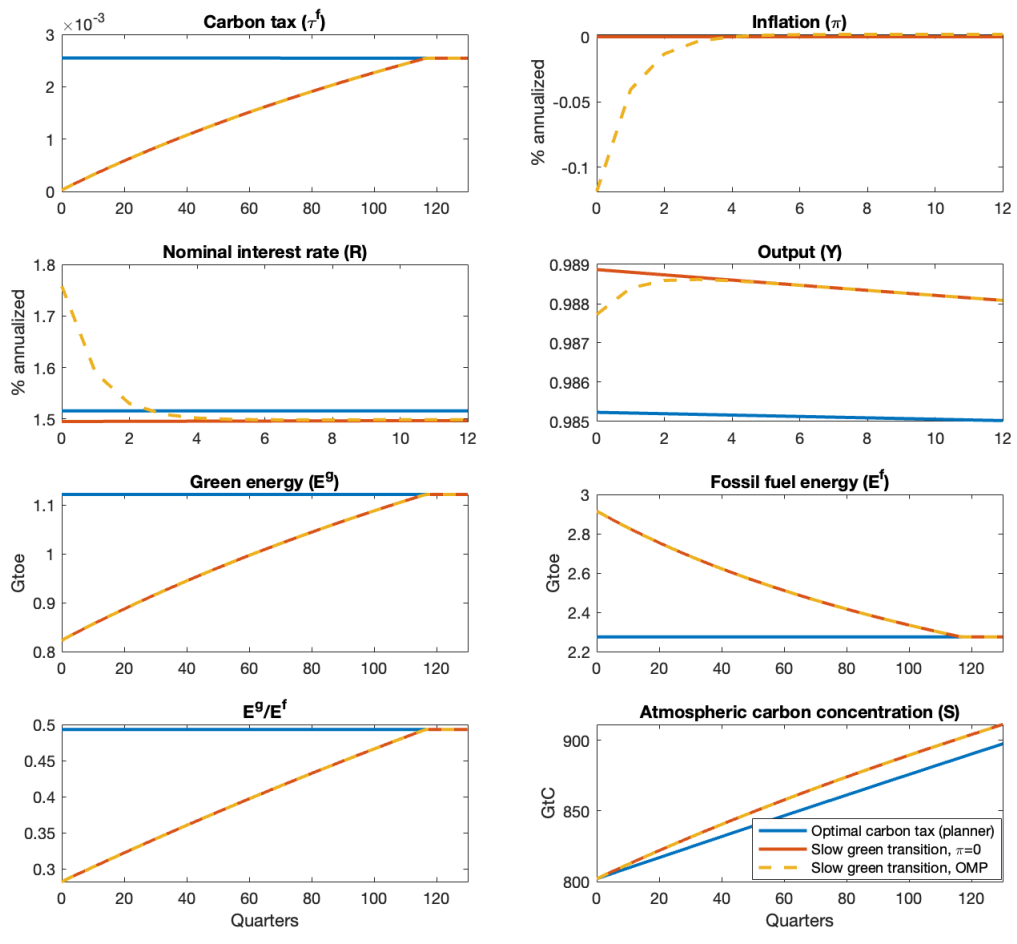 Carbon tax (τᶠ)
×10⁻³
3
2
1
0
0 20 40 60 80 100 120
Inflation (π)
% annualized
0
-0.05
-0.1
0 2 4 6 8 10 12
Nominal interest rate (R)
% annualized
1.8
1.7
1.6
1.5
0 2 4 6 8 10 12
Output (Y)
0.989
0.988
0.987
0.986
0.985
0 2 4 6 8 10 12
Green energy (Eᵍ)
Gtoe
1.1
1
0.9
0.8
0 20 40 60 80 100 120
Fossil fuel energy (Eᶠ)
Gtoe
3
2.8
2.6
2.4
2.2
0 20 40 60 80 100 120
Eᵍ/Eᶠ
0.5
0.45
0.4
0.35
0.3
0 20 40 60 80 100 120
Quarters
Atmospheric carbon concentration (S)
GtC
900
850
800
Optimal carbon tax (planner)
Slow green transition, π=0
Slow green transition, OMP
0 20 40 60 80 100 120
Quarters